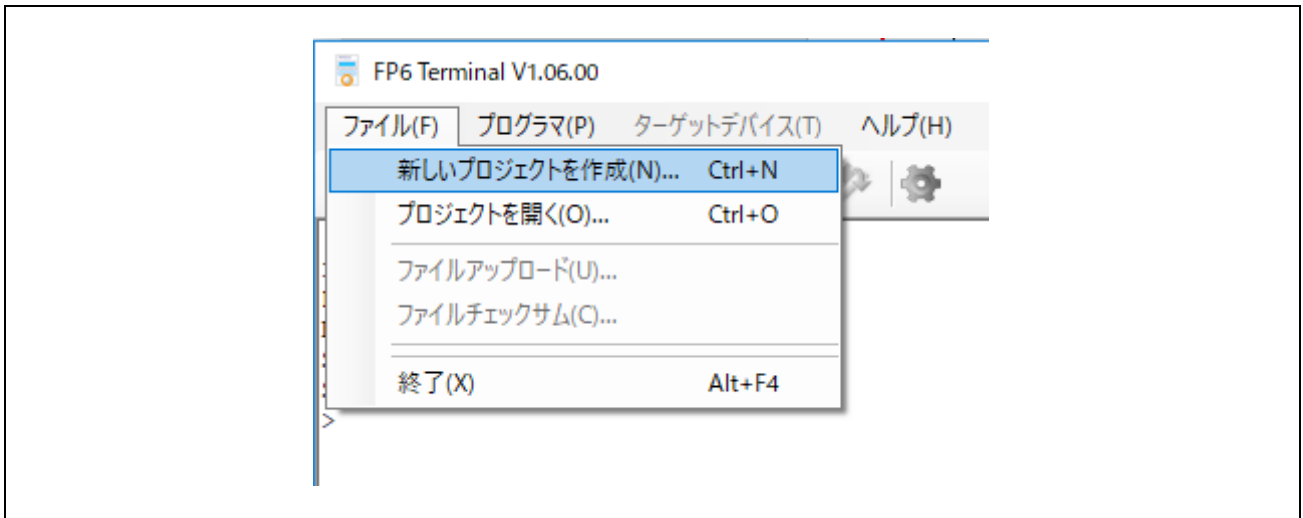 FP6 Terminal V1.06.00
ファイル(F) プログラマ(P) ターゲットデバイス(T) ヘルプ(H)
新しいプロジェクトを作成(N)... Ctrl+N
プロジェクトを開く(O)... Ctrl+O
ファイルアップロード(U)...
ファイルチェックサム(C)...
終了(X) Alt+F4
>